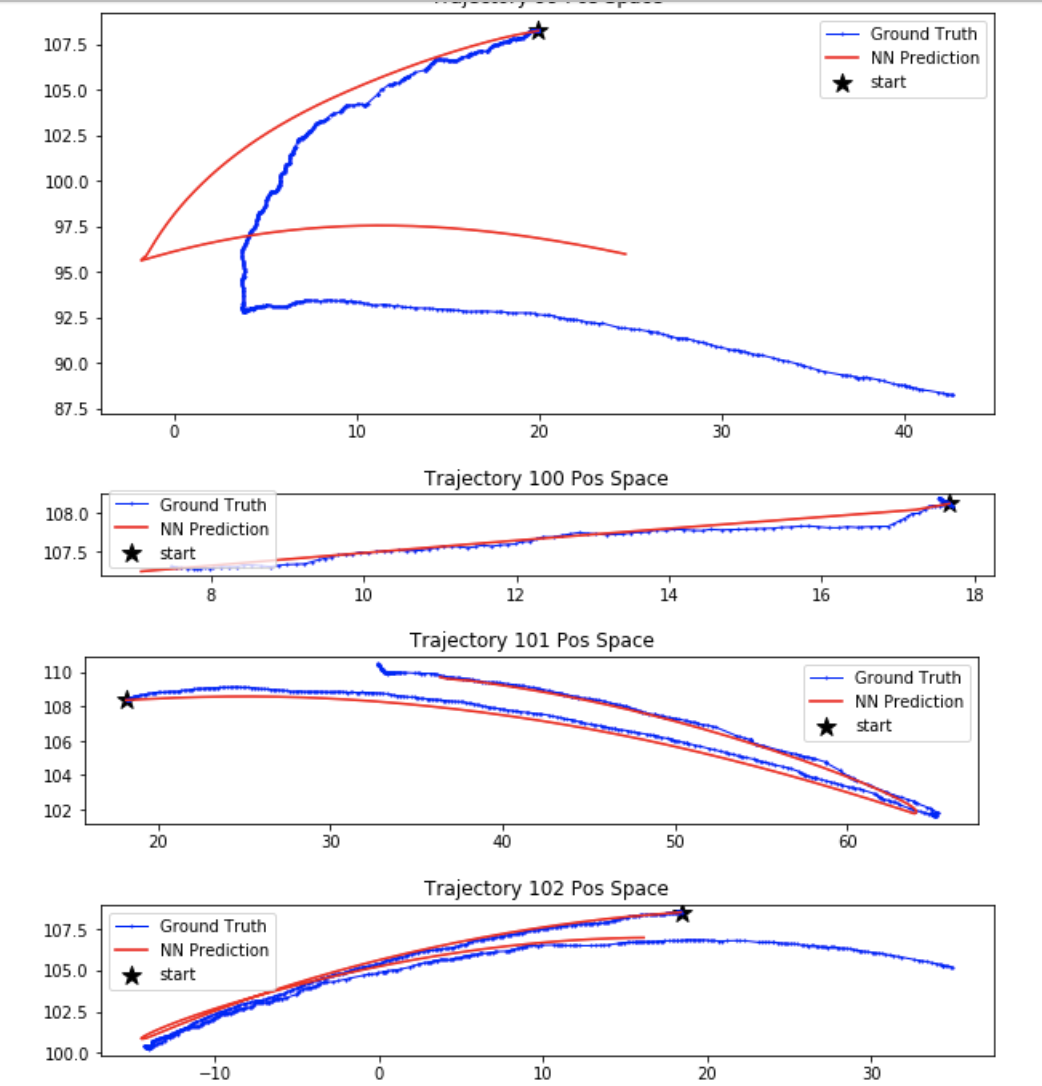 Pos Space
107.5
105.0
102.5
100.0
97.5
95.0
92.5
90.0
87.5
Ground Truth
NN Prediction
start
0 10 20 30 40
Trajectory 100 Pos Space
108.0
107.5
Ground Truth
NN Prediction
start
8 10 12 14 16 18
Trajectory 101 Pos Space
110
108
106
104
102
Ground Truth
NN Prediction
start
20 30 40 50 60
Trajectory 102 Pos Space
107.5
105.0
102.5
100.0
Ground Truth
NN Prediction
start
−10 0 10 20 30